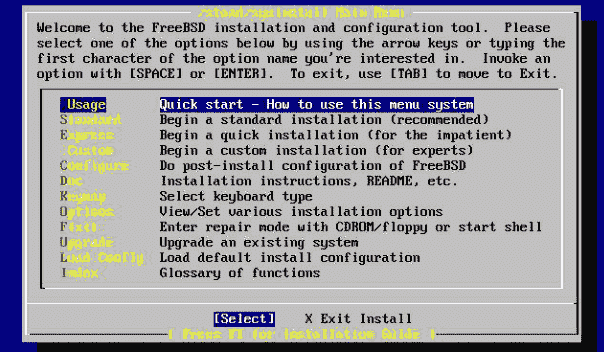 /stand/sysinstall Main Menu
Welcome to the FreeBSD installation and configuration tool. Please
select one of the options below by using the arrow keys or typing the
first character of the option name you're interested in. Invoke an
option with [SPACE] or [ENTER]. To exit, use [TAB] to move to Exit.
Usage Quick start - How to use this menu system
Standard Begin a standard installation (recommended)
Express Begin a quick installation (for the impatient)
Custom Begin a custom installation (for experts)
Configure Do post-install configuration of FreeBSD
Doc Installation instructions, README, etc.
Keymap Select keyboard type
Options View/Set various installation options
Fixit Enter repair mode with CDROM/floppy or start shell
Upgrade Upgrade an existing system
Load Config Load default install configuration
Index Glossary of functions
[Select] X Exit Install
[ Press F1 for Installation Guide ]